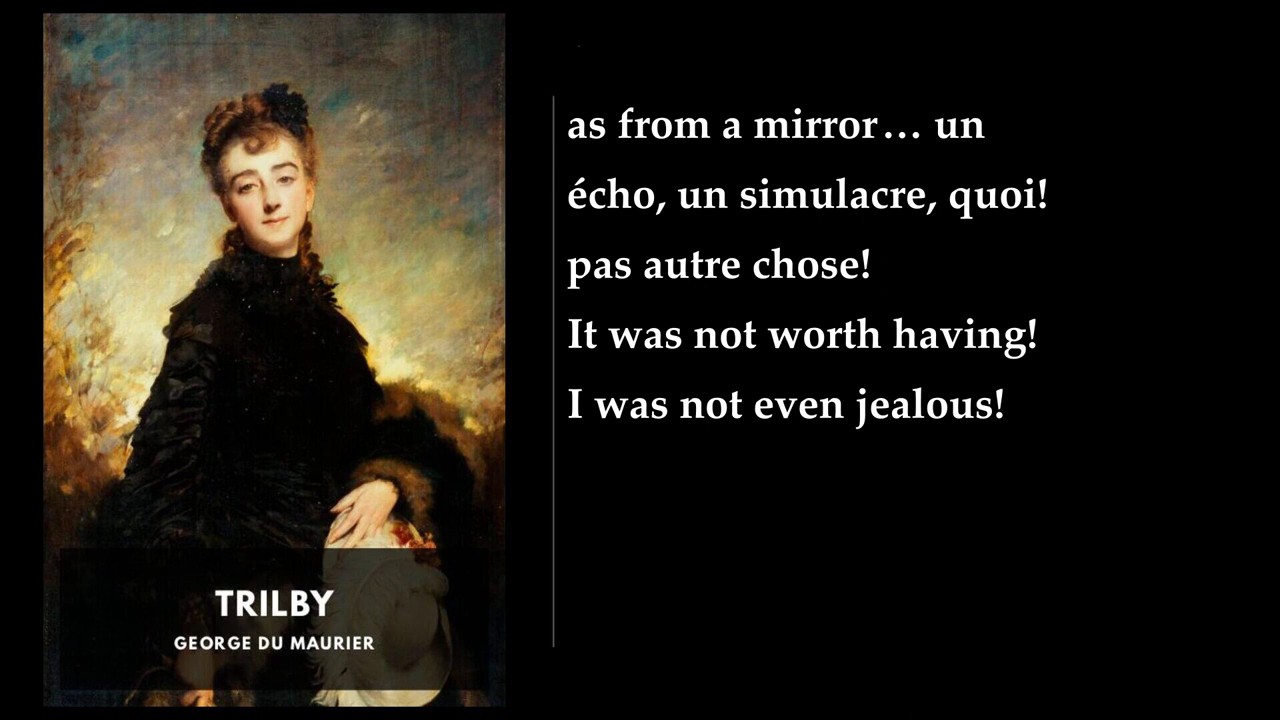 TRILBY
GEORGE DU MAURIER
as from a mirror… un
écho, un simulacre, quoi!
pas autre chose!
It was not worth having!
I was not even jealous!